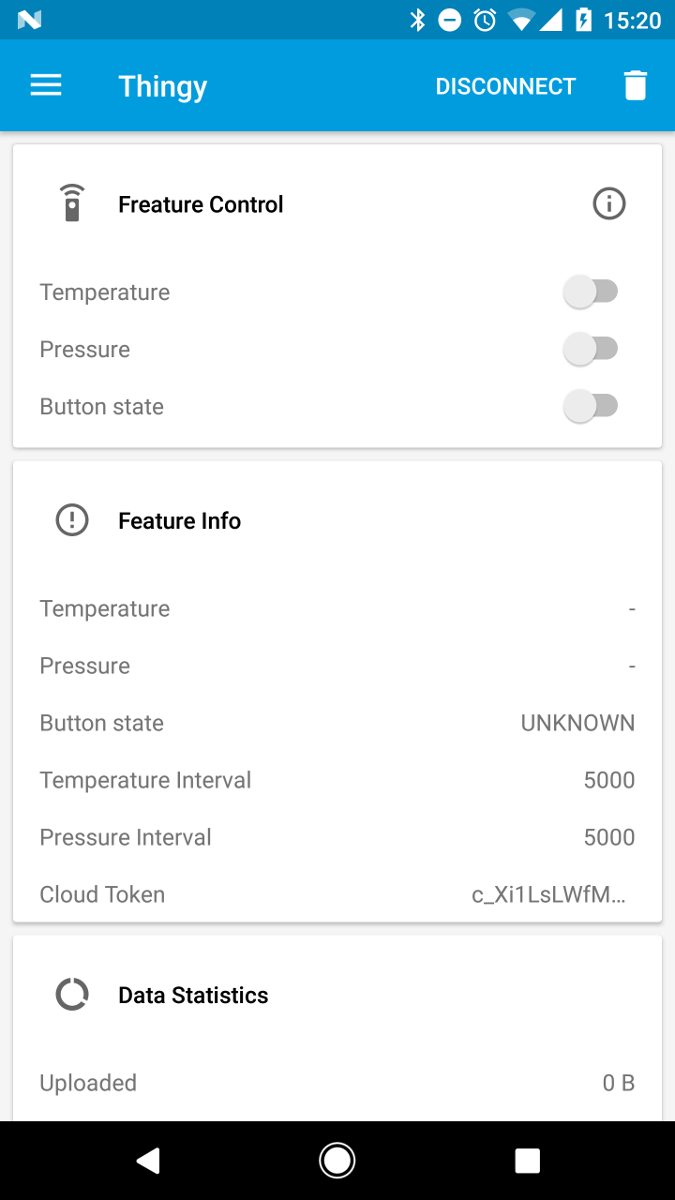 15:20
Thingy DISCONNECT
Freature Control
Temperature
Pressure
Button state
Feature Info
Temperature -
Pressure -
Button state UNKNOWN
Temperature Interval 5000
Pressure Interval 5000
Cloud Token c_Xi1LsLWfM...
Data Statistics
Uploaded 0 B